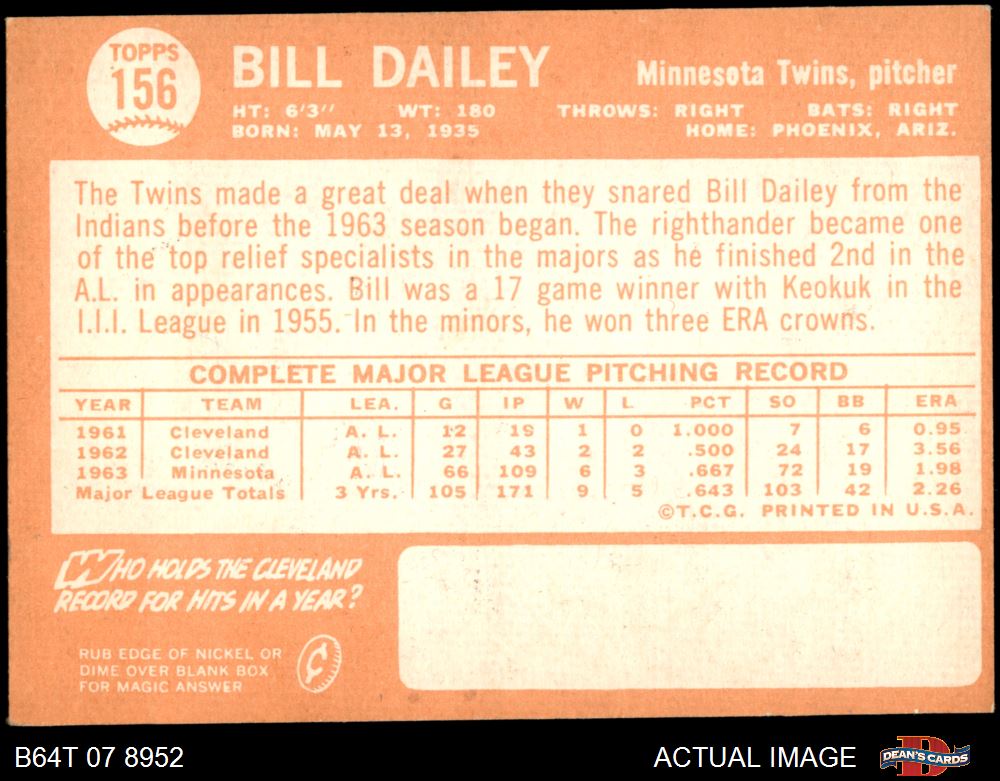 TOPPS
156
BILL DAILEY
Minnesota Twins, pitcher
HT: 6'3" WT: 180 THROWS: RIGHT BATS: RIGHT
BORN: MAY 13, 1935 HOME: PHOENIX, ARIZ.
The Twins made a great deal when they snared Bill Dailey from the
Indians before the 1963 season began. The righthander became one
of the top relief specialists in the majors as he finished 2nd in the
A.L. in appearances. Bill was a 17 game winner with Keokuk in the
I.I.I. League in 1955. In the minors, he won three ERA crowns.
COMPLETE MAJOR LEAGUE PITCHING RECORD
YEAR TEAM LEA. G IP W L PCT SO BB ERA
1961 Cleveland A. L. 12 19 1 0 1.000 7 6 0.95
1962 Cleveland A. L. 27 43 2 2 .500 24 17 3.56
1963 Minnesota A. L. 66 109 6 3 .667 72 19 1.98
Major League Totals 3 Yrs. 105 171 9 5 .643 103 42 2.26
©T.C.G. PRINTED IN U.S.A.
WHO HOLDS THE CLEVELAND
RECORD FOR HITS IN A YEAR?
RUB EDGE OF NICKEL OR
DIME OVER BLANK BOX
FOR MAGIC ANSWER
¢
B64T 07 8952 ACTUAL IMAGE
D
DEAN'S CARDS